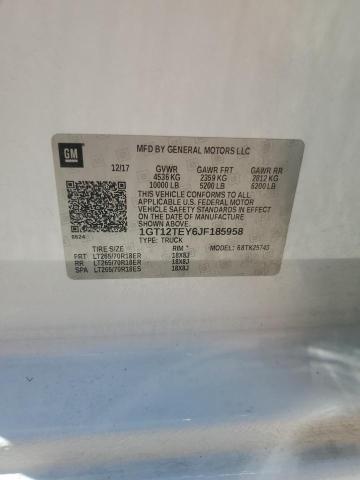 GM
MFD BY GENERAL MOTORS LLC
12/17 GVWR GAWR FRT GAWR RR
4536 KG 2359 KG 2812 KG
10000 LB 5200 LB 6200 LB
THIS VEHICLE CONFORMS TO ALL
APPLICABLE U.S. FEDERAL MOTOR
VEHICLE SAFETY STANDARDS IN EFFECT
ON THE DATE OF MANUFACTURE
SHOWN ABOVE.
1GT12TEY6JF185958
TYPE: TRUCK
TIRE SIZE RIM MODEL:
FRT LT265/70R18ER 18X8J
RR LT265/70R18ER 18X8J
SPA LT265/70R18ES 18X8J